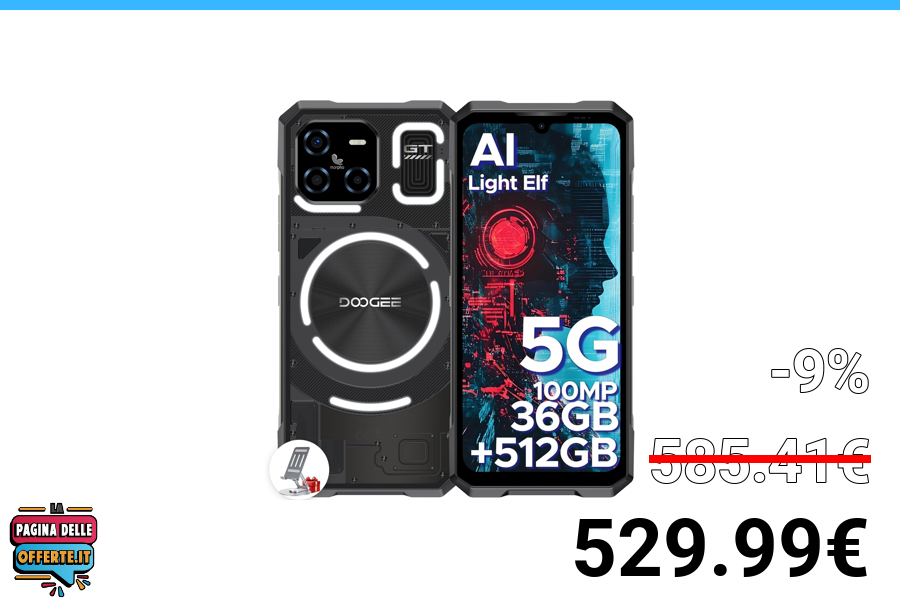 morpho
GT
DOOGEE
AI
Light Elf
5G
100MP
36GB
+512GB
-9%
585.41€
529.99€
LA
PAGINA DELLE
OFFERTE.IT